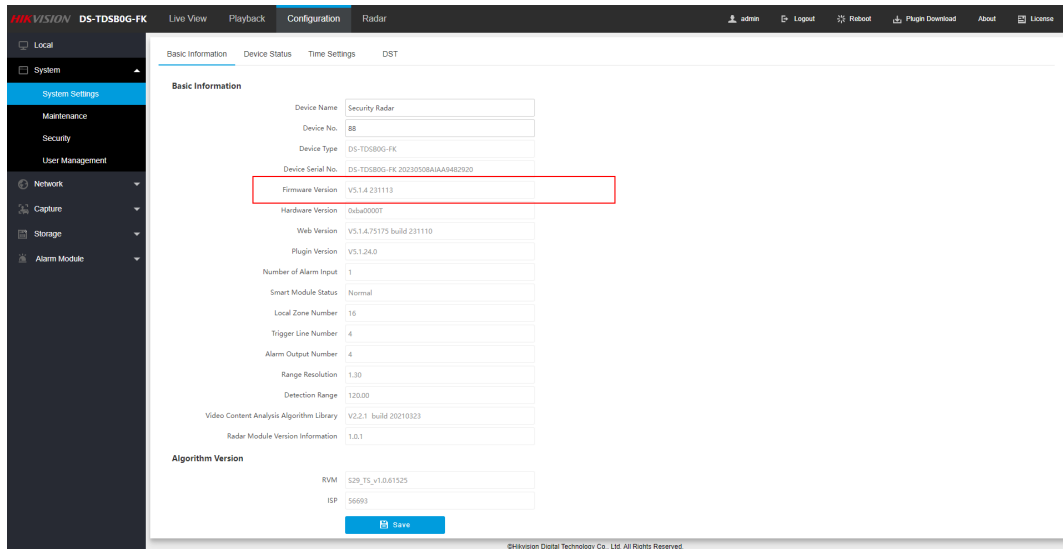 HIKVISION DS-TDSB0G-FK Live View Playback Configuration Radar admin Logout Reboot Plugin Download About License
Local
System
System Settings
Maintenance
Security
User Management
Network
Capture
Storage
Alarm Module
Basic Information Device Status Time Settings DST
Basic Information
Device Name Security Radar
Device No. 88
Device Type DS-TDSB0G-FK
Device Serial No. DS-TDSB0G-FK 20230508AIAA9482920
Firmware Version V5.1.4 231113
Hardware Version 0xba0000T
Web Version V5.1.4.75175 build 231110
Plugin Version V5.1.24.0
Number of Alarm Input 1
Smart Module Status Normal
Local Zone Number 16
Trigger Line Number 4
Alarm Output Number 4
Range Resolution 1.30
Detection Range 120.00
Video Content Analysis Algorithm Library V2.2.1 build 20210323
Radar Module Version Information 1.0.1
Algorithm Version
RVM S29_TS_v1.0.61525
ISP 56693
Save
©Hikvision Digital Technology Co., Ltd. All Rights Reserved.